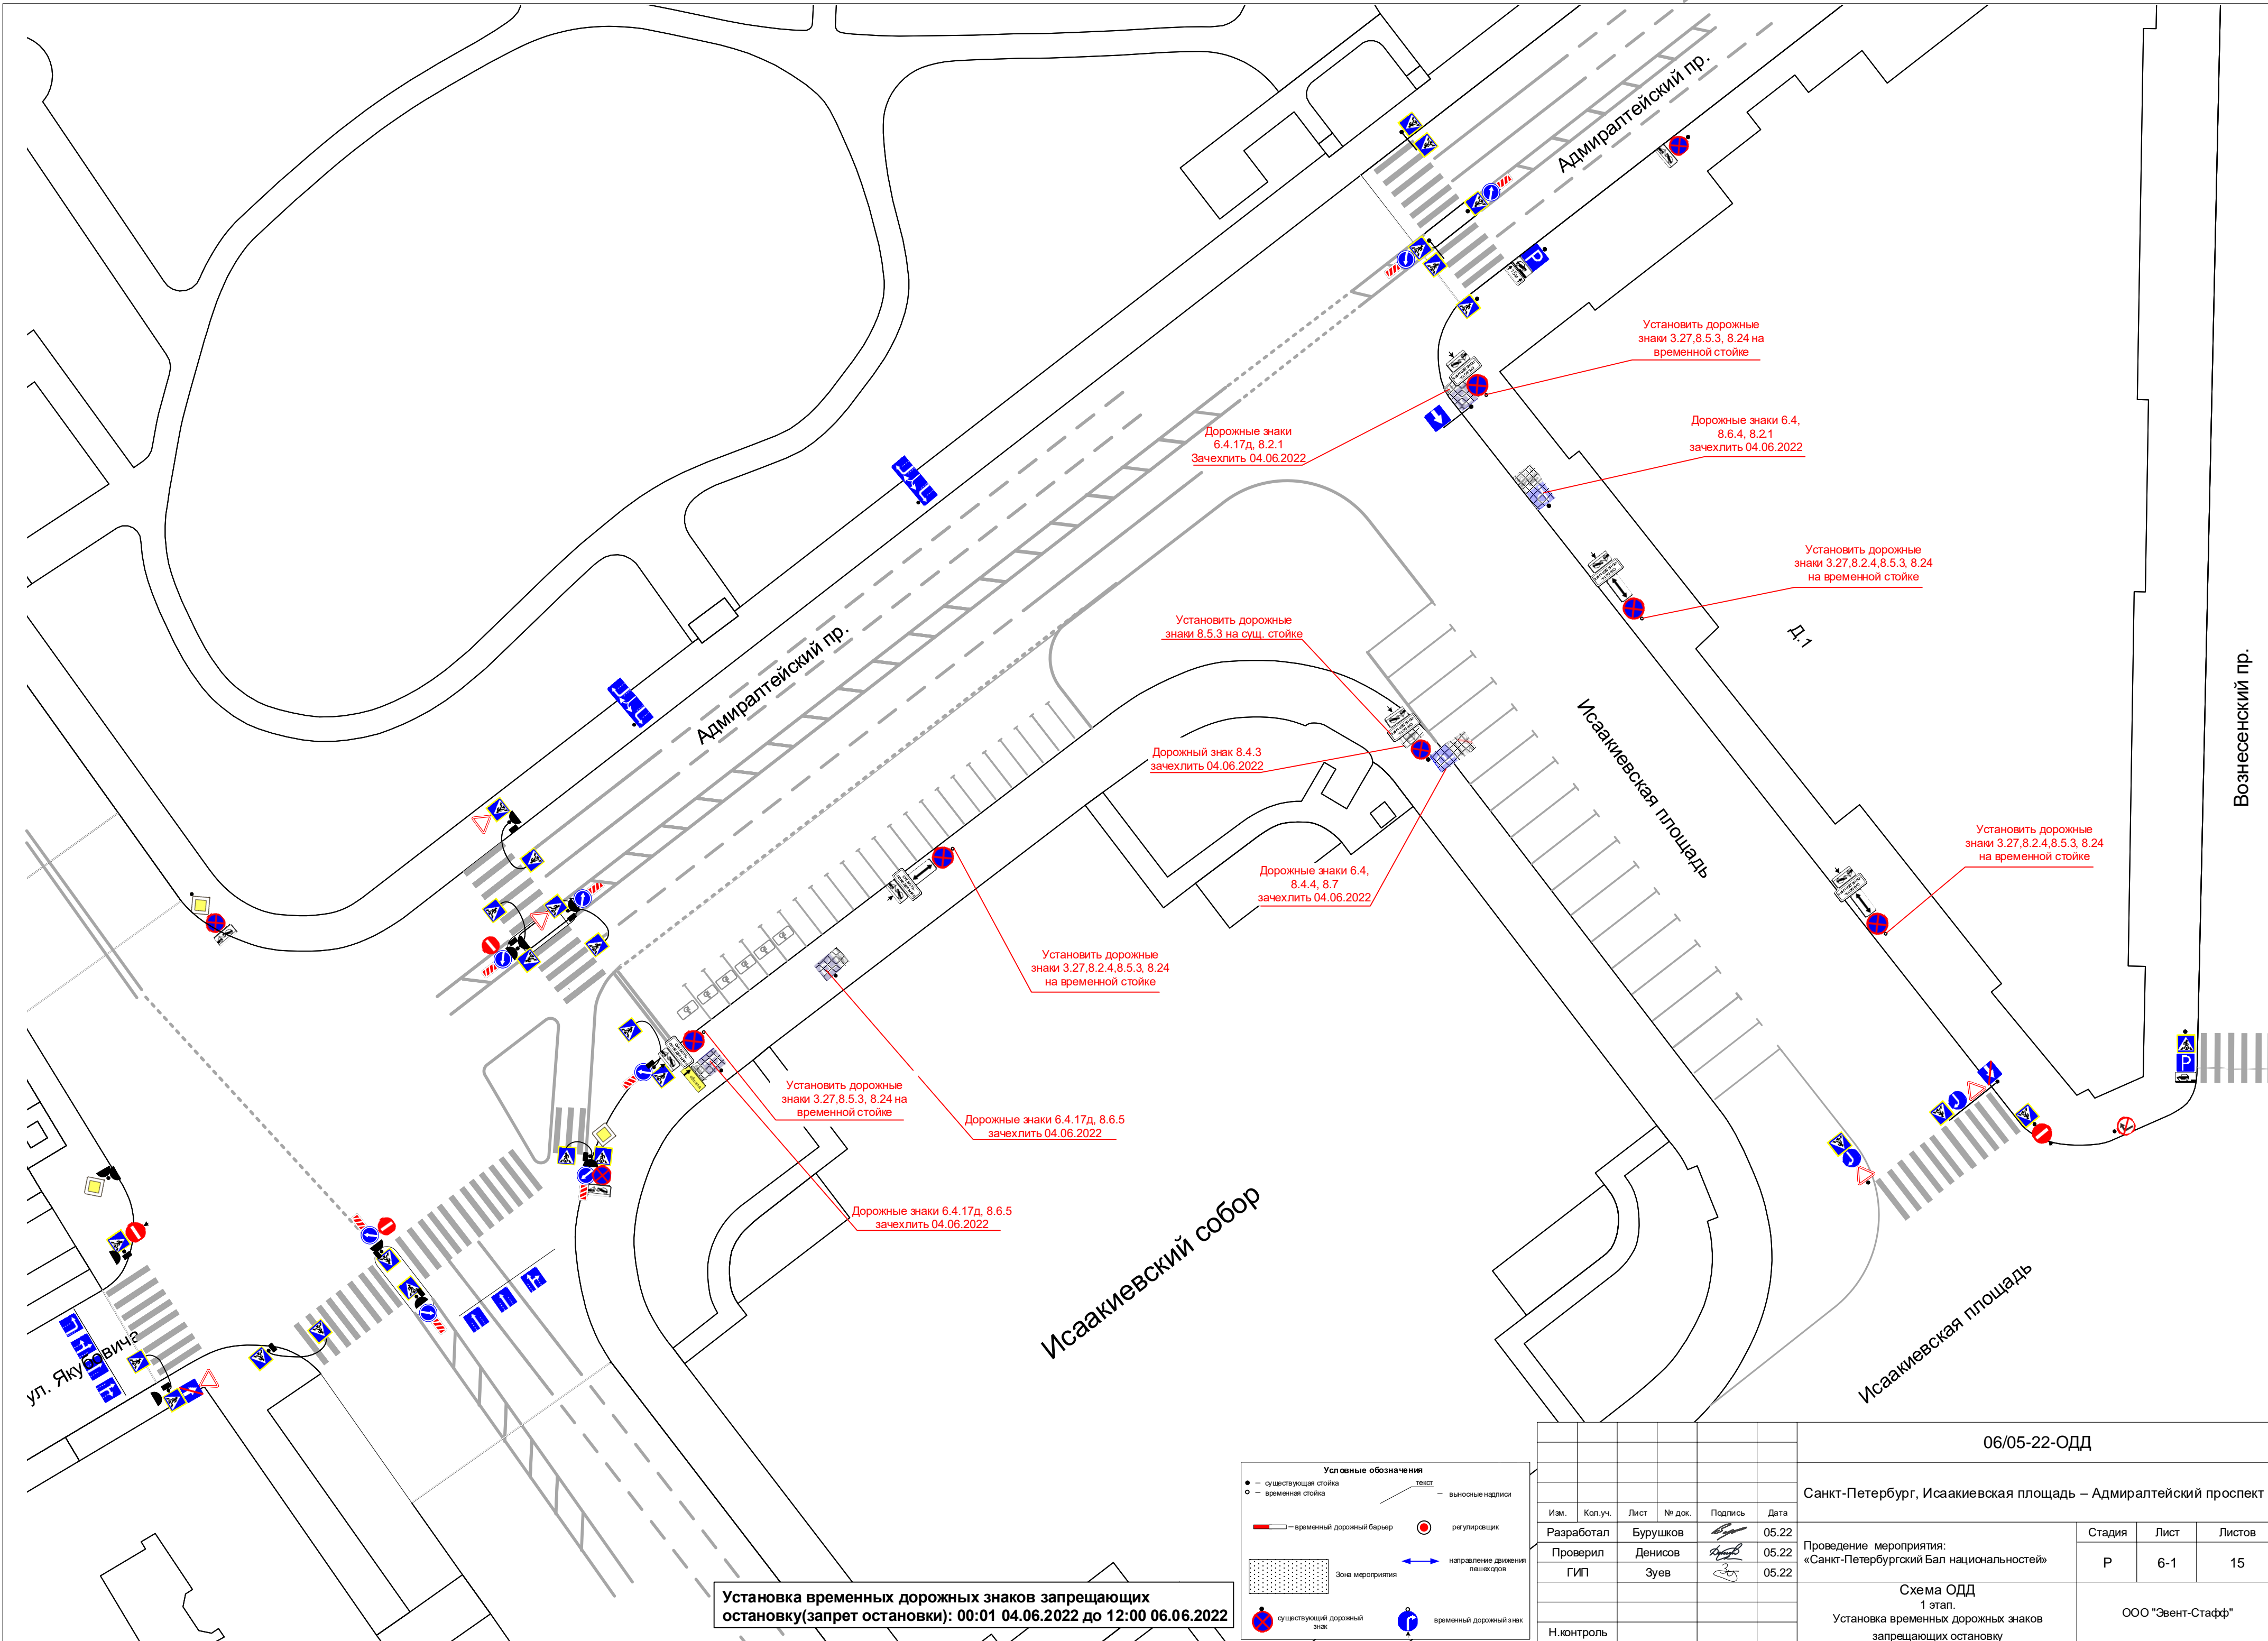 Адмиралтейский пр.
Установить дорожные
знаки 3.27,8.5.3, 8.24 на
временной стойке
Дорожные знаки
6.4.17д, 8.2.1
Зачехлить 04.06.2022
Дорожные знаки 6.4,
8.6.4, 8.2.1
зачехлить 04.06.2022
Установить дорожные
знаки 3.27,8.2.4,8.5.3, 8.24
на временной стойке
Д.1
Вознесенский пр.
Адмиралтейский пр.
Установить дорожные
знаки 8.5.3 на сущ. стойке
Исаакиевская площадь
Дорожный знак 8.4.3
зачехлить 04.06.2022
Установить дорожные
знаки 3.27,8.2.4,8.5.3, 8.24
на временной стойке
Дорожные знаки 6.4,
8.4.4, 8.7
зачехлить 04.06.2022
Установить дорожные
знаки 3.27,8.2.4,8.5.3, 8.24
на временной стойке
Установить дорожные
знаки 3.27,8.5.3, 8.24 на
временной стойке
Дорожные знаки 6.4.17д, 8.6.5
зачехлить 04.06.2022
Дорожные знаки 6.4.17д, 8.6.5
зачехлить 04.06.2022
Исаакиевский собор
Исаакиевская площадь
ул. Якубовича
P
P
Установка временных дорожных знаков запрещающих
остановку(запрет остановки): 00:01 04.06.2022 до 12:00 06.06.2022
Условные обозначения
– существующая стойка
– временная стойка
текст
– выносные надписи
– временный дорожный барьер
регулировщик
Зона мероприятия
направление движения
пешеходов
существующий дорожный
знак
временный дорожный знак
06/05-22-ОДД
Санкт-Петербург, Исаакиевская площадь – Адмиралтейский проспект
Изм. Кол.уч. Лист № док. Подпись Дата
Разработал Бурушков 05.22
Проверил Денисов 05.22
ГИП Зуев 05.22
Н.контроль
Проведение мероприятия:
«Санкт-Петербургский Бал национальностей»
Стадия Лист Листов
Р 6-1 15
Схема ОДД
1 этап.
Установка временных дорожных знаков
запрещающих остановку
ООО "Эвент-Стафф"